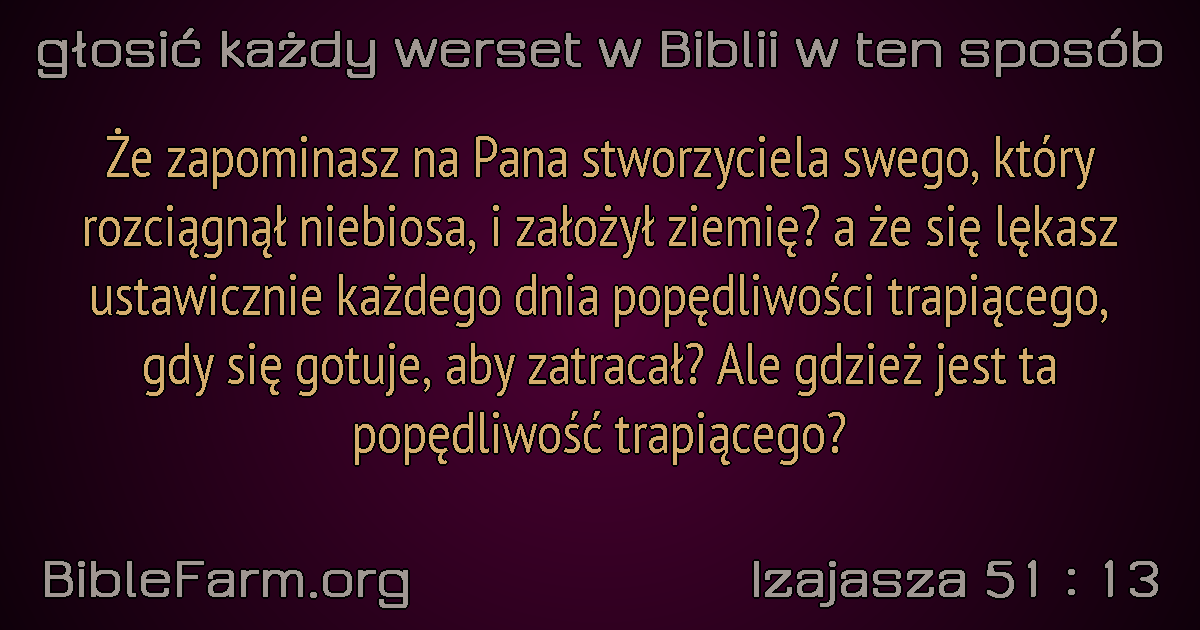 głosić każdy werset w Biblii w ten sposób
Że zapominasz na Pana stworzyciela swego, który
rozciągnął niebiosa, i założył ziemię? a że się lękasz
ustawicznie każdego dnia popędliwości trapiącego,
gdy się gotuje, aby zatracał? Ale gdzież jest ta
popędliwość trapiącego?
BibleFarm.org
Izajasza 51 : 13